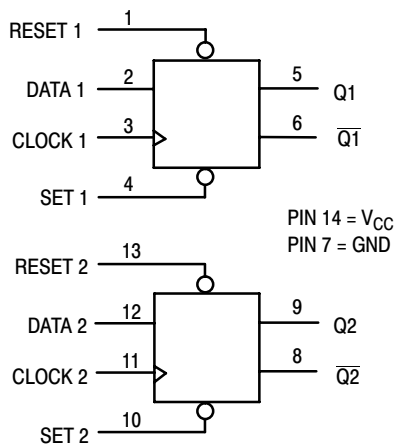 RESET 1 1
DATA 1 2 5 Q1
CLOCK 1 3 6 Q1̅
SET 1 4
PIN 14 = VCC
PIN 7 = GND
RESET 2 13
DATA 2 12 9 Q2
CLOCK 2 11 8 Q2̅
SET 2 10